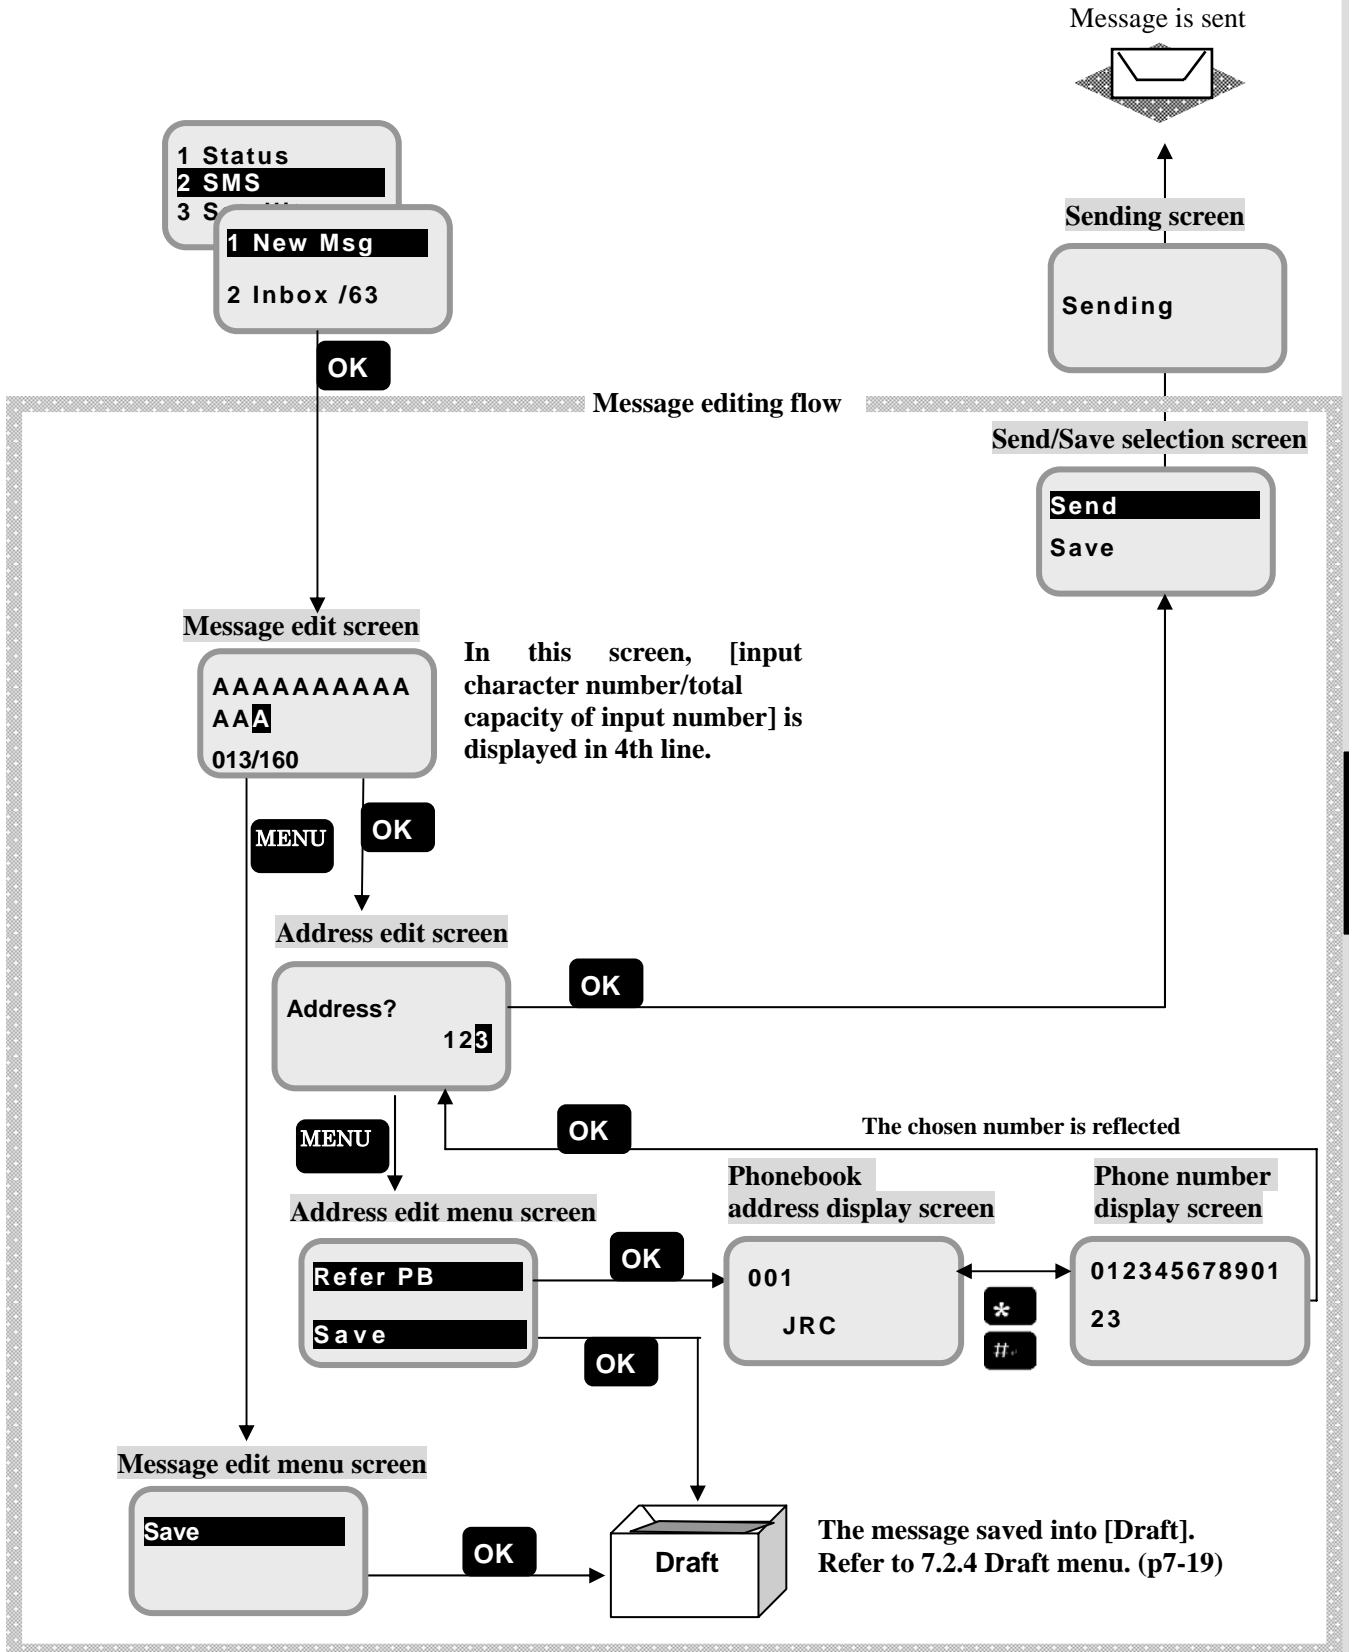 Message is sent
1 Status
2 SMS
3 S
1 New Msg
2 Inbox /63
OK
Sending screen
Sending
Message editing flow
Send/Save selection screen
Send
Save
Message edit screen
AAAAAAAAAA
AAA
013/160
In this screen, [input
character number/total
capacity of input number] is
displayed in 4th line.
MENU
OK
Address edit screen
Address?
123
OK
MENU
OK
The chosen number is reflected
Address edit menu screen
Refer PB
Save
OK
OK
Phonebook
address display screen
001
JRC
*
#
Phone number
display screen
012345678901
23
Message edit menu screen
Save
OK
Draft
The message saved into [Draft].
Refer to 7.2.4 Draft menu. (p7-19)